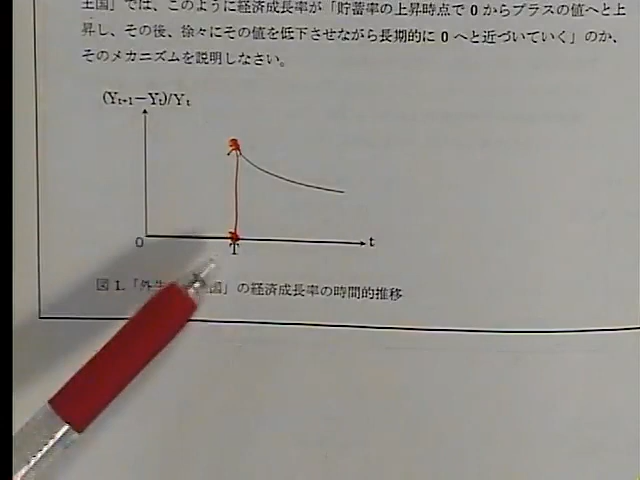 王国」では、このように経済成長率が「貯蓄率の上昇時点で 0 からプラスの値へと上
昇し、その後、徐々にその値を低下させながら長期的に 0 へと近づいていく」のか、
そのメカニズムを説明しなさい。
(Yt+1−Yt)/Yt
0
T
t
図 1.「外生 国」の経済成長率の時間的推移